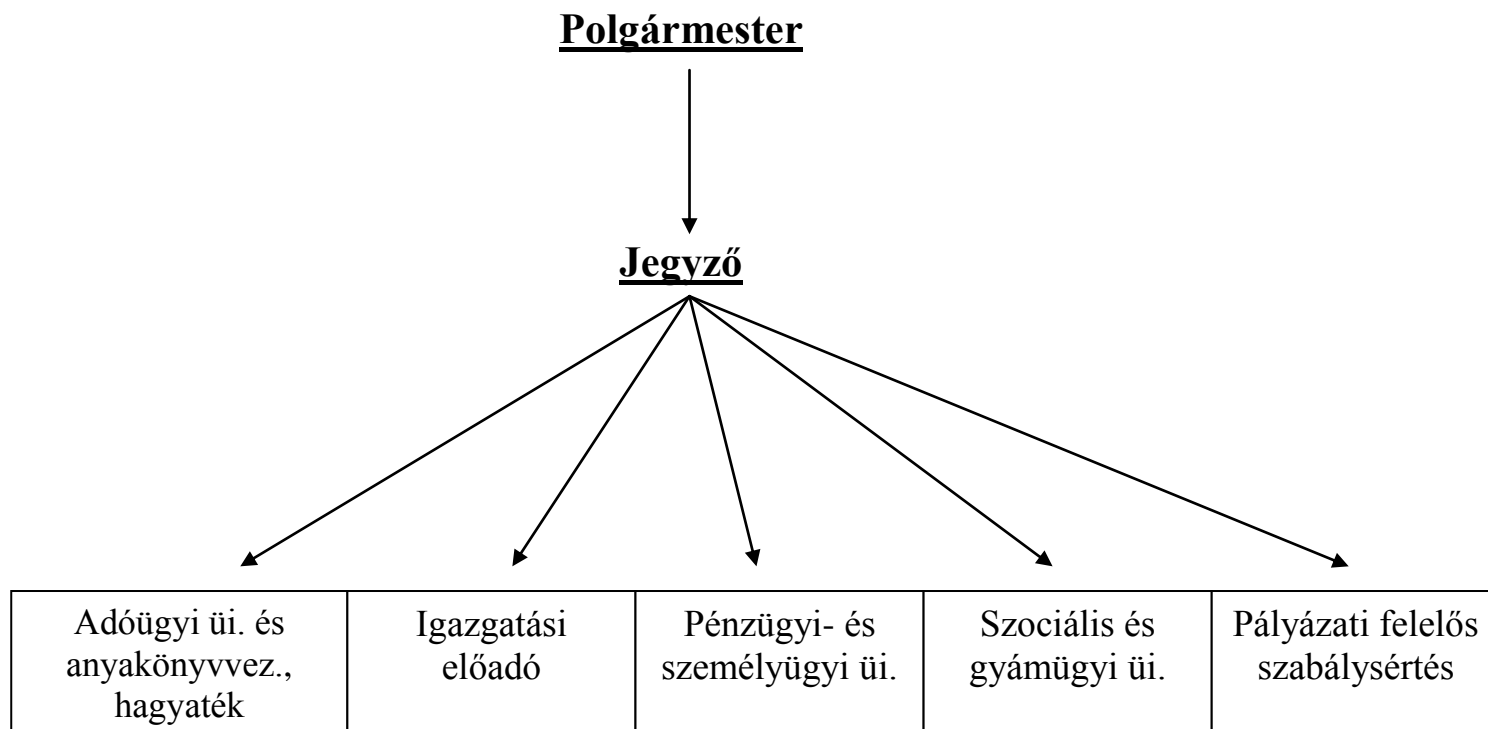 Polgármester
Jegyző
Adóügyi üi. és
anyakönyvvez.,
hagyaték
Igazgatási
előadó
Pénzügyi- és
személyügyi üi.
Szociális és
gyámügyi üi.
Pályázati felelős
szabálysértés